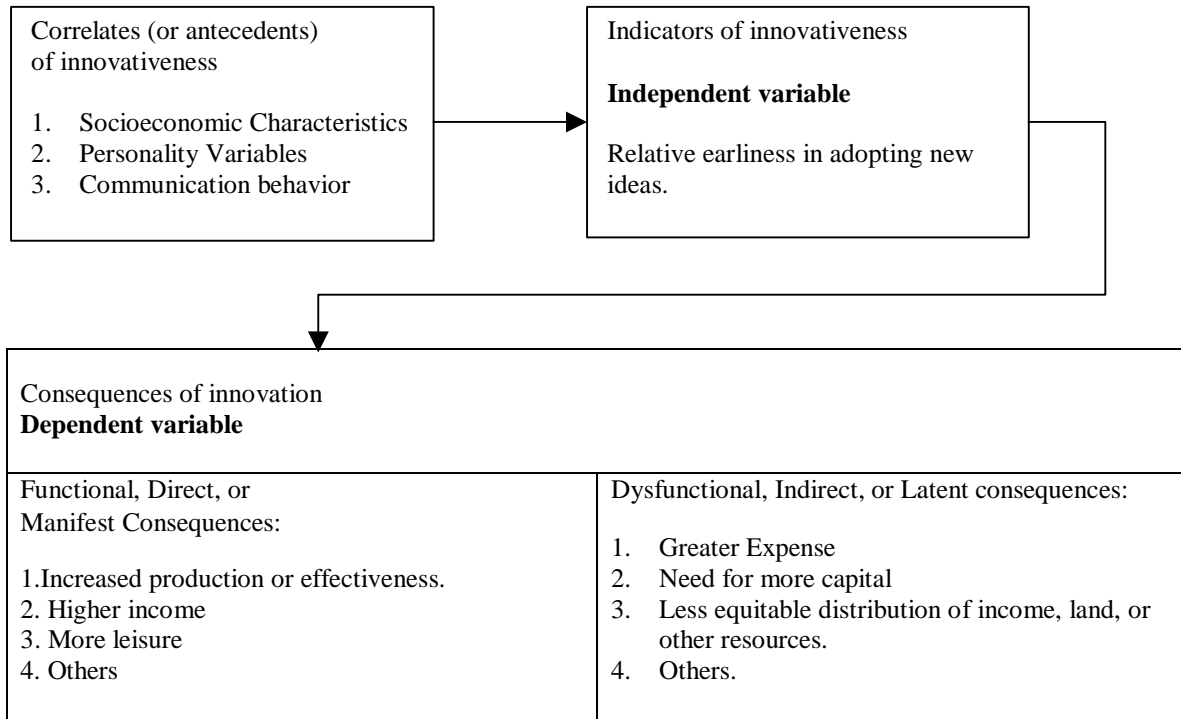 Correlates (or antecedents)
of innovativeness
1. Socioeconomic Characteristics
2. Personality Variables
3. Communication behavior
Indicators of innovativeness
Independent variable
Relative earliness in adopting new
ideas.
Consequences of innovation
Dependent variable
Functional, Direct, or
Manifest Consequences:
1.Increased production or effectiveness.
2. Higher income
3. More leisure
4. Others
Dysfunctional, Indirect, or Latent consequences:
1. Greater Expense
2. Need for more capital
3. Less equitable distribution of income, land, or
other resources.
4. Others.